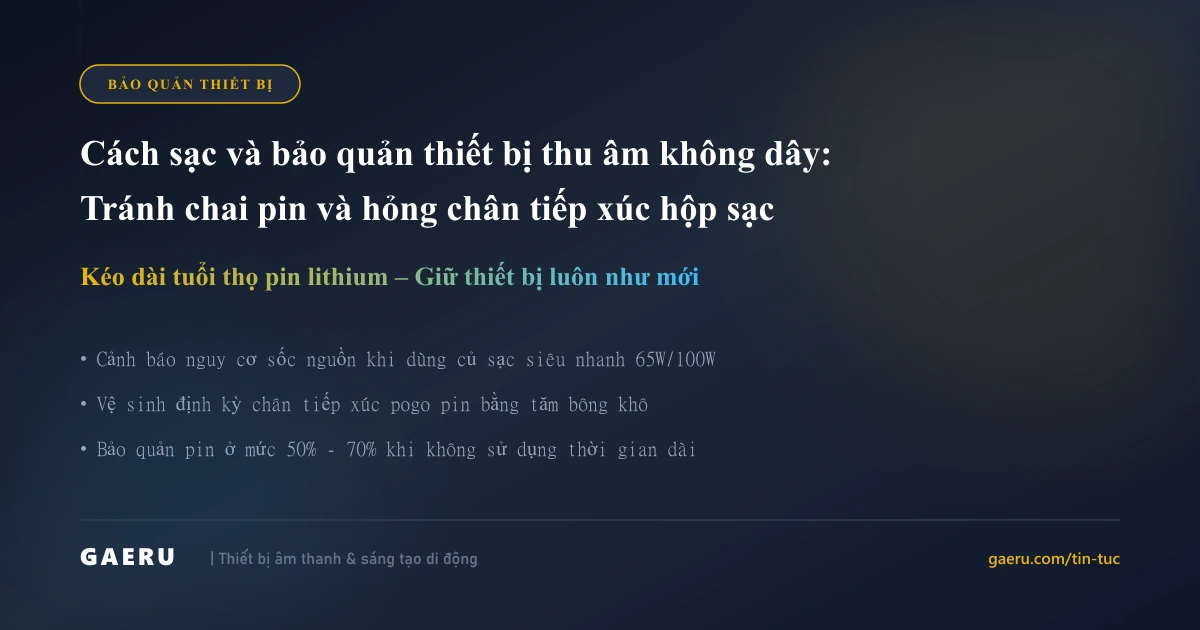 BẢO QUẢN THIẾT BỊ
Cách sạc và bảo quản thiết bị thu âm không dây:
Tránh chai pin và hỏng chân tiếp xúc hộp sạc
Kéo dài tuổi thọ pin lithium – Giữ thiết bị luôn như mới
• Cảnh báo nguy cơ sốc nguồn khi dùng củ sạc siêu nhanh 65W/100W
• Vệ sinh định kỳ chân tiếp xúc pogo pin bằng tăm bông khô
• Bảo quản pin ở mức 50% - 70% khi không sử dụng thời gian dài
GAERU | Thiết bị âm thanh & sáng tạo di động
gaeru.com/tin-tuc